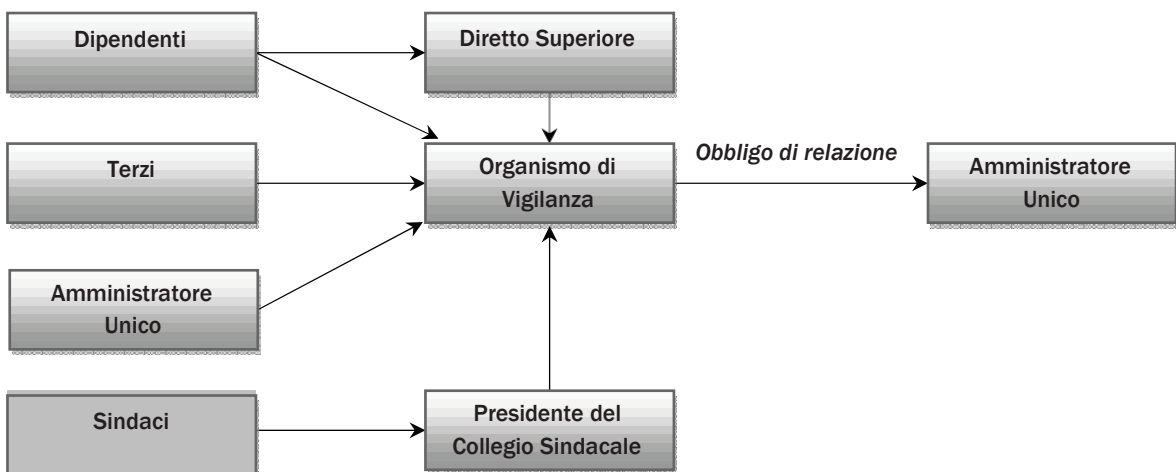 Dipendenti
Diretto Superiore
Terzi
Organismo di
Vigilanza
Obbligo di relazione
Amministratore
Unico
Amministratore
Unico
Sindaci
Presidente del
Collegio Sindacale